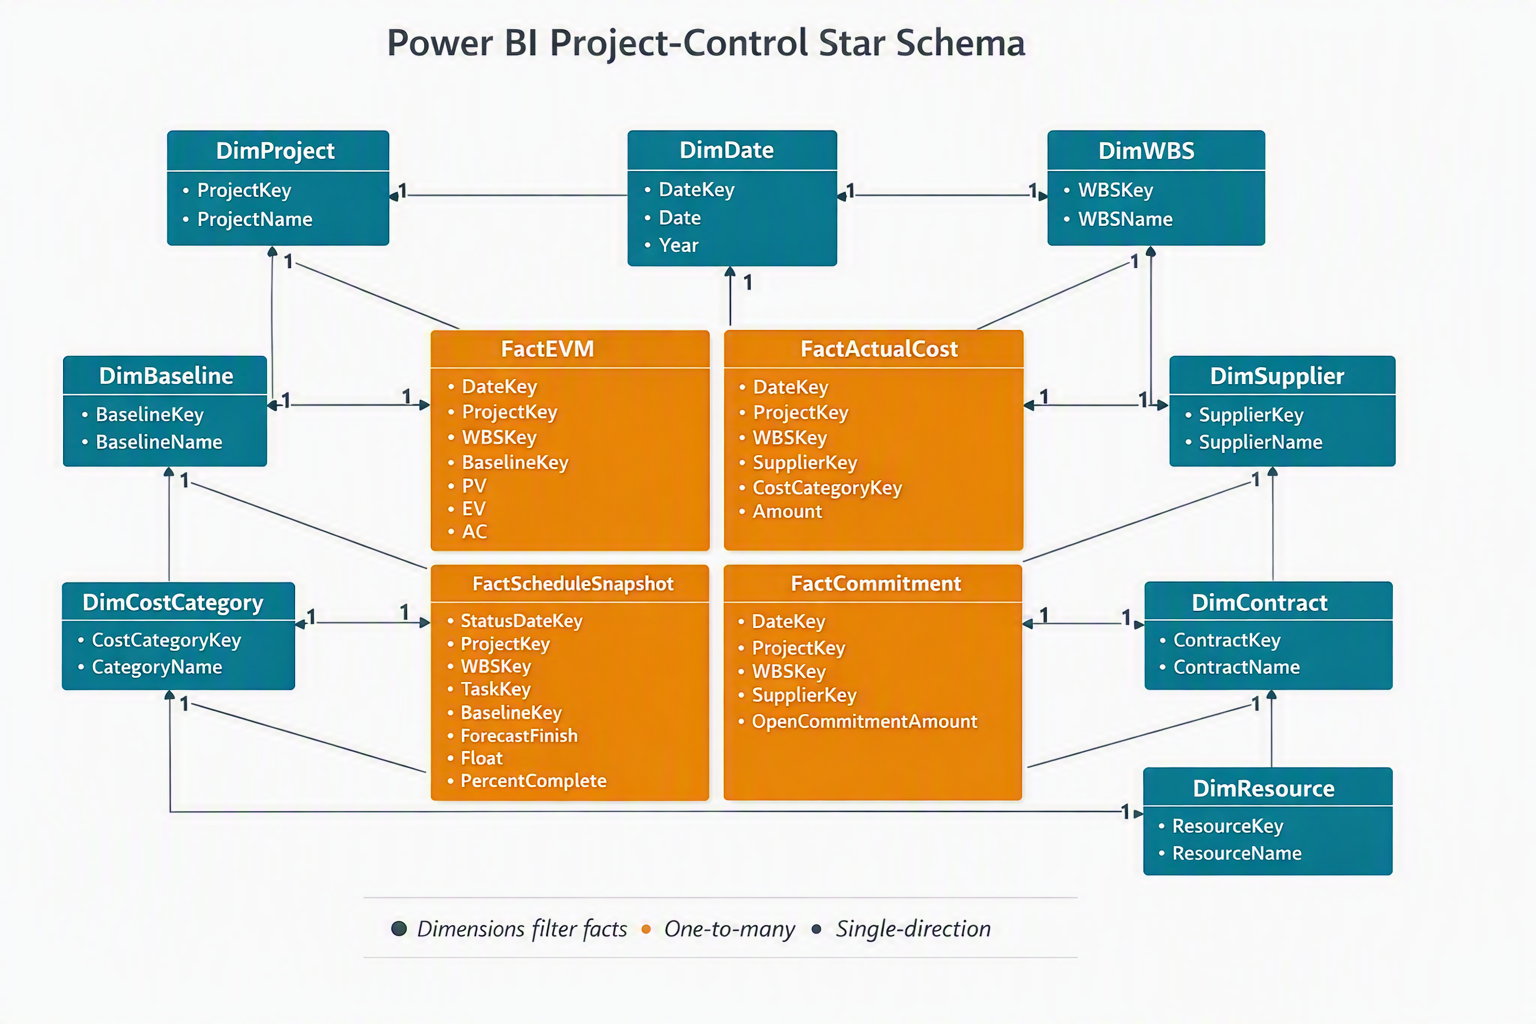 Power BI Project-Control Star Schema
DimProject
• ProjectKey
• ProjectName
1
DimDate
• DateKey
• Date
• Year
1
1
DimWBS
• WBSKey
• WBSName
1
1
1
DimBaseline
• BaselineKey
• BaselineName
1
1
FactEVM
• DateKey
• ProjectKey
• WBSKey
• BaselineKey
• PV
• EV
• AC
FactActualCost
• DateKey
• ProjectKey
• WBSKey
• SupplierKey
• CostCategoryKey
• Amount
1
1
DimSupplier
• SupplierKey
• SupplierName
1
1
DimCostCategory
• CostCategoryKey
• CategoryName
1
1
FactScheduleSnapshot
• StatusDateKey
• ProjectKey
• WBSKey
• TaskKey
• BaselineKey
• ForecastFinish
• Float
• PercentComplete
FactCommitment
• DateKey
• ProjectKey
• WBSKey
• SupplierKey
• OpenCommitmentAmount
1
1
DimContract
• ContractKey
• ContractName
1
1
1
DimResource
• ResourceKey
• ResourceName
Dimensions filter facts • One-to-many • Single-direction